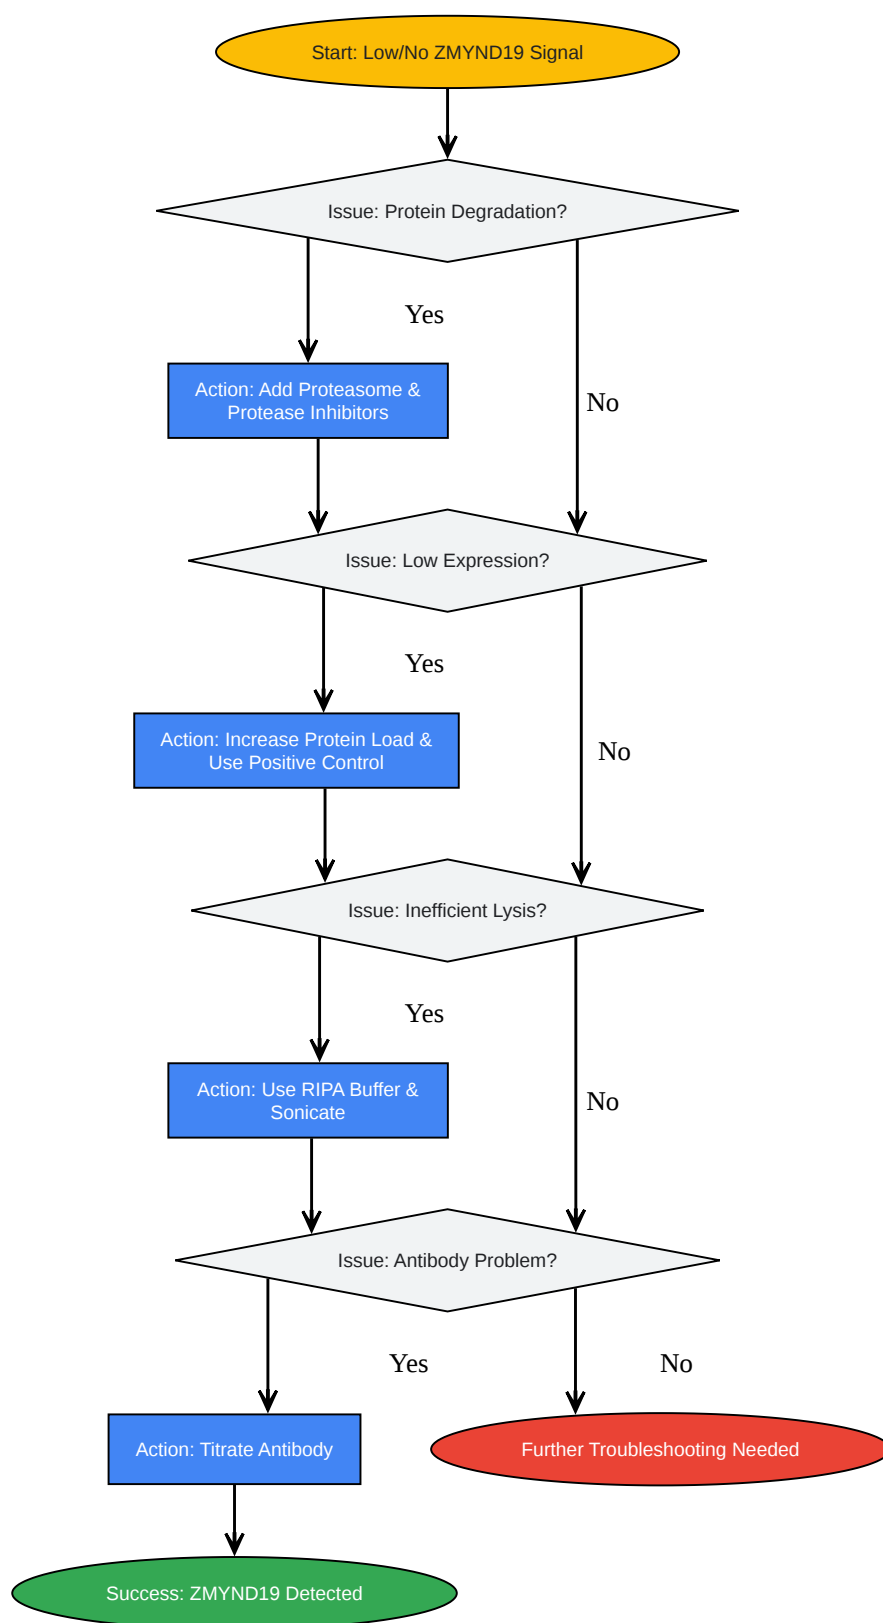 Start: Low/No ZMYND19 Signal
Issue: Protein Degradation?
Yes
Action: Add Proteasome &
Protease Inhibitors
No
Issue: Low Expression?
Yes
Action: Increase Protein Load &
Use Positive Control
No
Issue: Inefficient Lysis?
Yes
Action: Use RIPA Buffer &
Sonicate
No
Issue: Antibody Problem?
Yes
No
Action: Titrate Antibody
Further Troubleshooting Needed
Success: ZMYND19 Detected